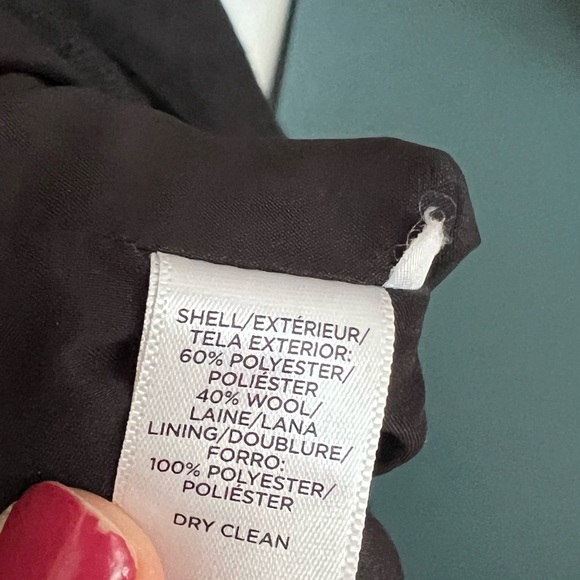 SHELL/EXTÉRIEUR/
TELA EXTERIOR:
60% POLYESTER/
POLIÉSTER
40% WOOL/
LAINE/LANA
LINING/DOUBLURE/
FORRO:
100% POLYESTER/
POLIÉSTER
DRY CLEAN